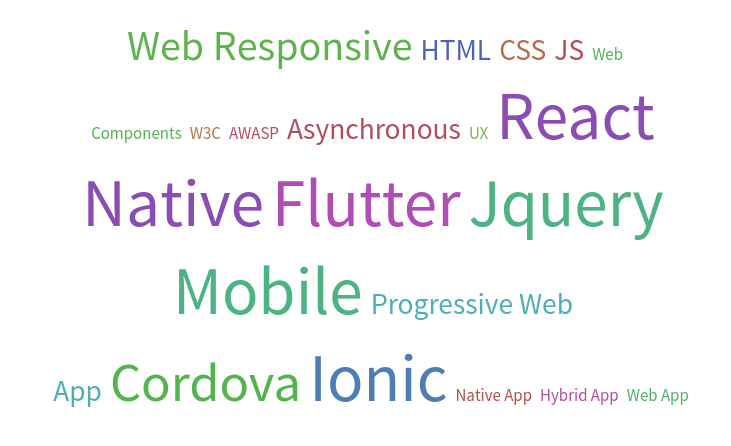 Web Responsive HTML CSS JS Web
Components W3C AWASP Asynchronous UX React
Native Flutter Jquery
Mobile Progressive Web
App Cordova Ionic Native App Hybrid App Web App